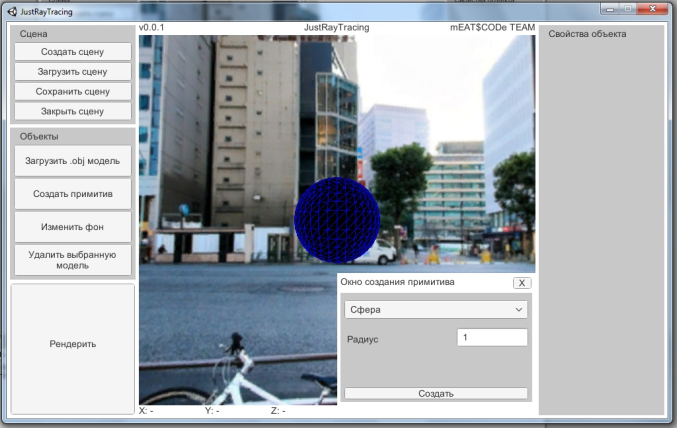 JustRayTracing
Сцена
Создать сцену
Загрузить сцену
Сохранить сцену
Закрыть сцену
Объекты
Загрузить .obj модель
Создать примитив
Изменить фон
Удалить выбранную
модель
Рендерить
v0.0.1 JustRayTracing mEAT$CODe TEAM
Окно создания примитива X
Сфера
Радиус 1
Создать
X: - Y: - Z: -
Свойства объекта